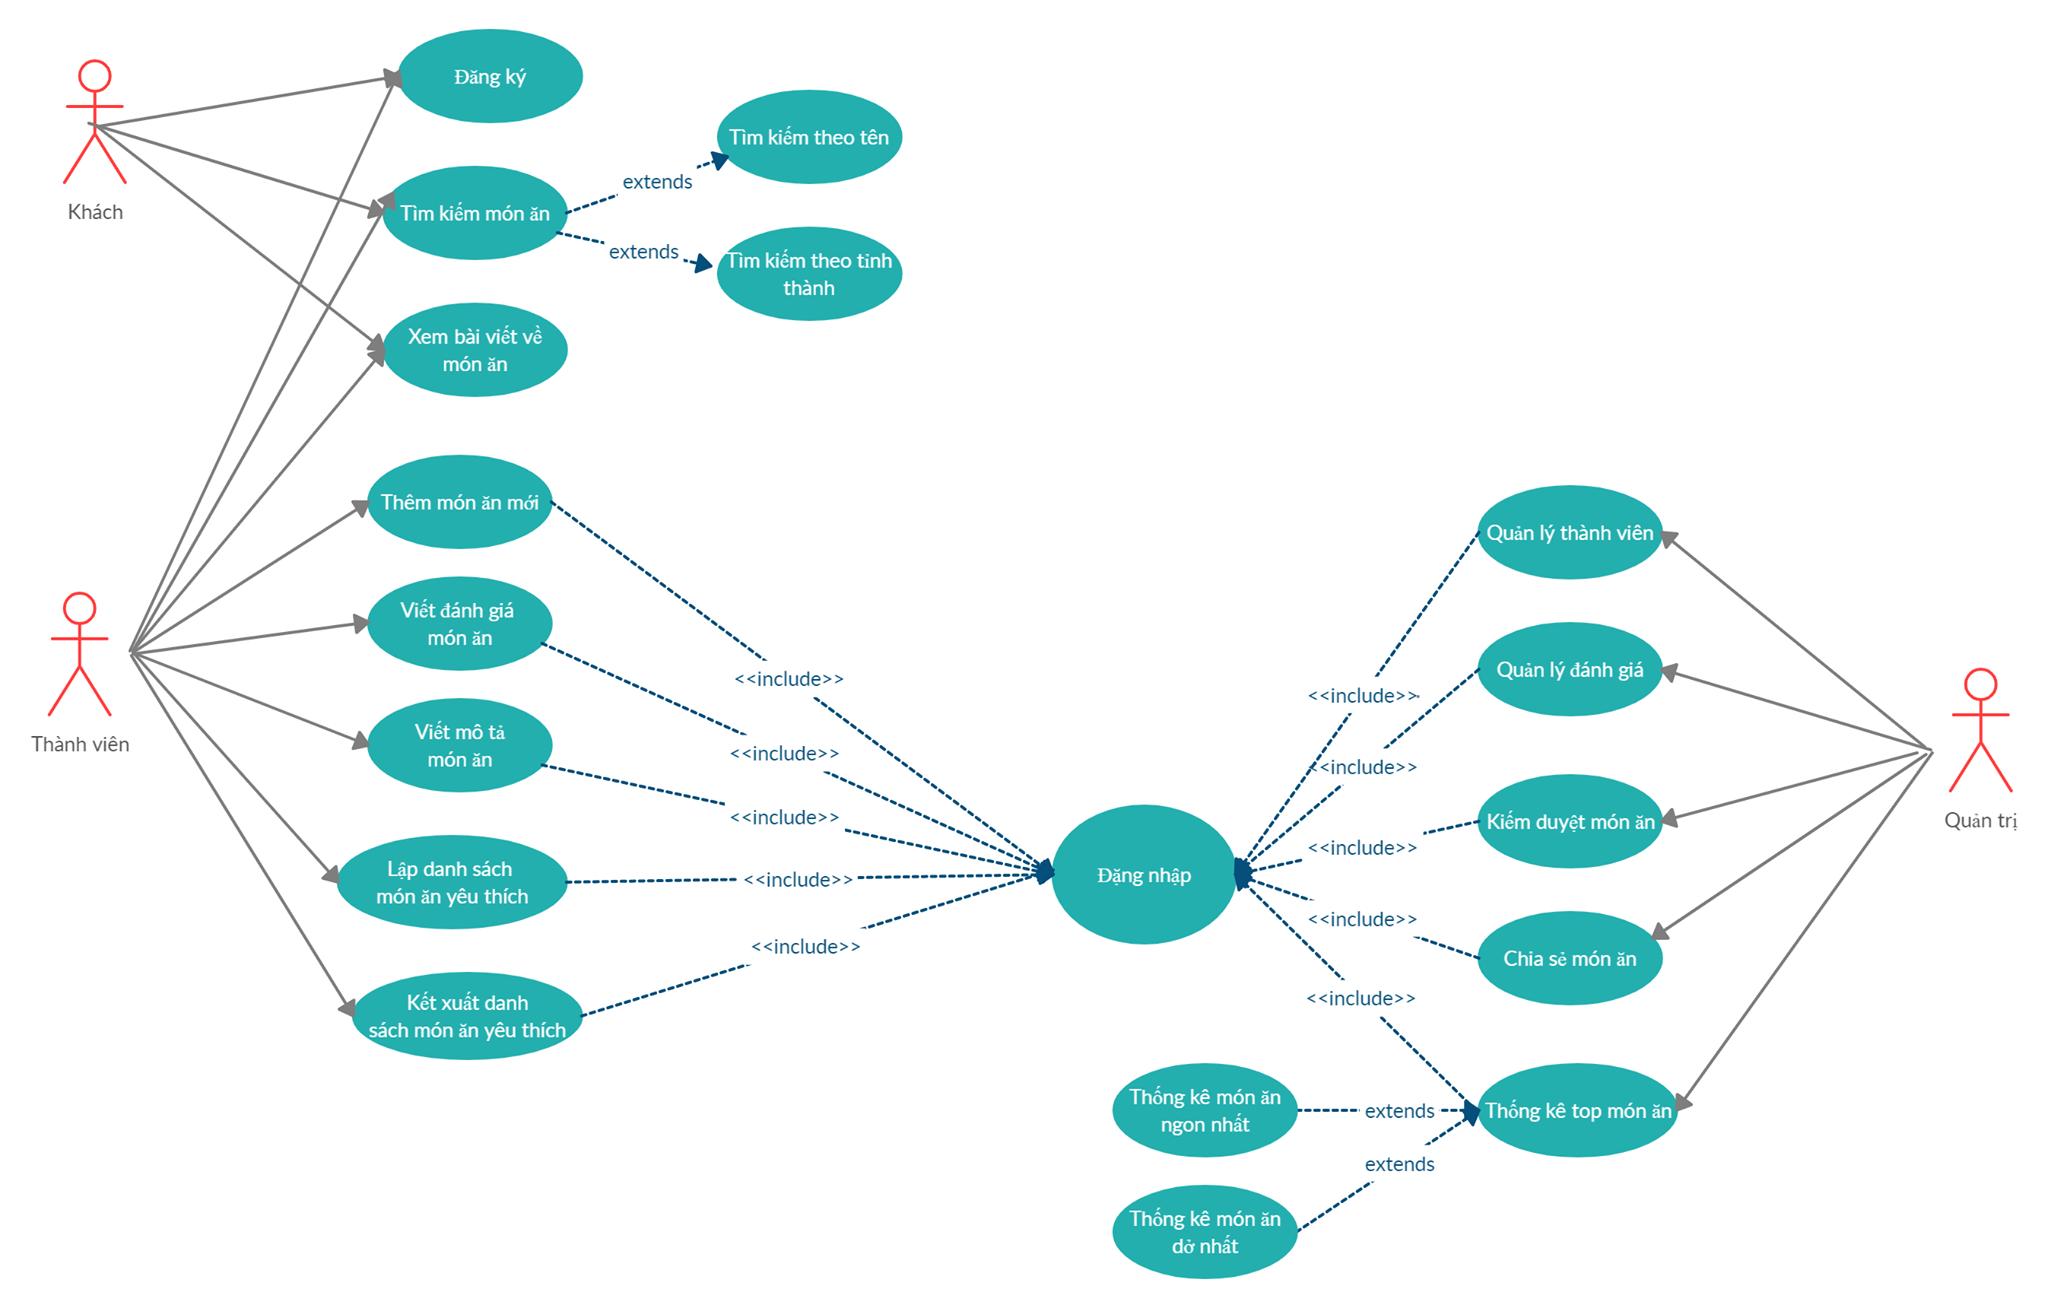 Khách
Đăng ký
Tìm kiếm món ăn
extends
Tìm kiếm theo tên
extends
Tìm kiếm theo tỉnh
thành
Xem bài viết về
món ăn
Thành viên
Thêm món ăn mới
Viết đánh giá
món ăn
Viết mô tả
món ăn
Lập danh sách
món ăn yêu thích
Kết xuất danh
sách món ăn yêu thích
<<include>>
<<include>>
<<include>>
<<include>>
<<include>>
Đặng nhập
<<include>>
<<include>>
<<include>>
<<include>>
<<include>>
Quản lý thành viên
Quản lý đánh giá
Kiểm duyệt món ăn
Chia sẻ món ăn
Thống kê top món ăn
Quản trị
Thống kê món ăn
ngon nhất
extends
extends
Thống kê món ăn
dở nhất